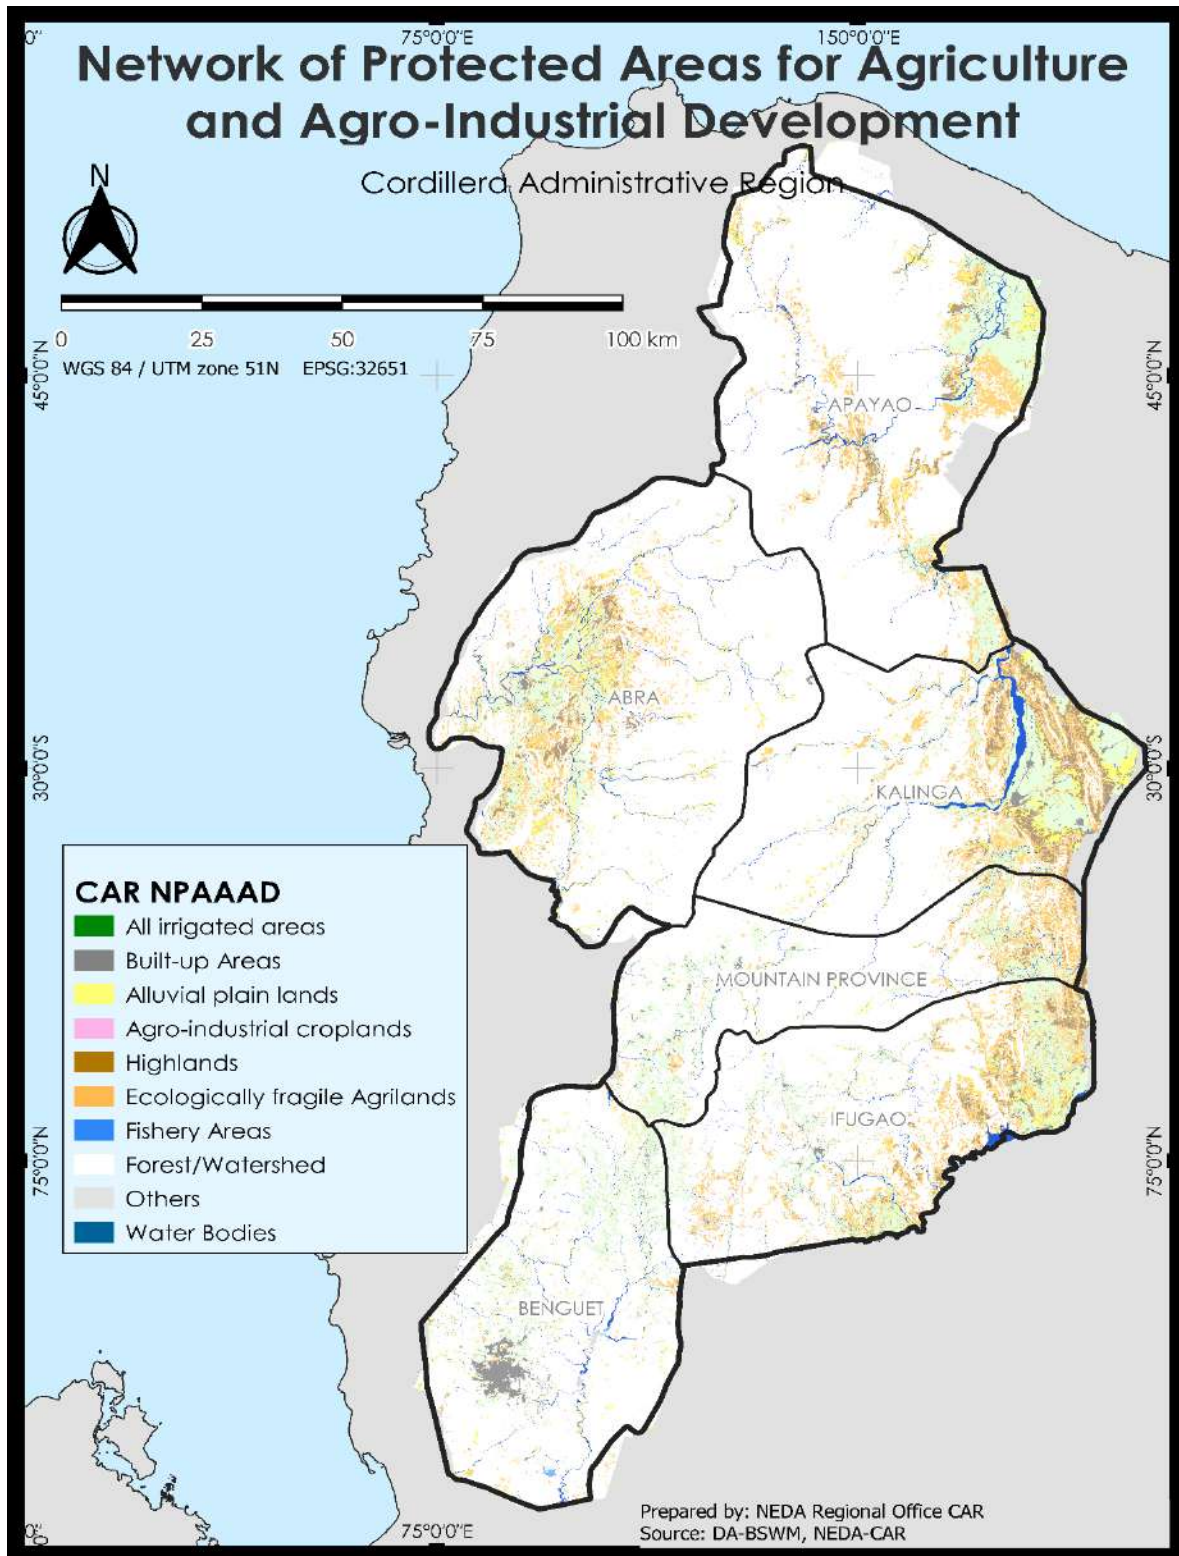 0"
75°0'0"E
150°0'0"E
Network of Protected Areas for Agriculture
and Agro-Industrial Development
Cordillera Administrative Region
N
0 25 50 75 100 km
WGS 84 / UTM zone 51N EPSG:32651
45°0'0"N
45°0'0"N
APAYAO
ABRA
30°0'0"S
30°0'0"S
KALINGA
CAR NPAAAD
All irrigated areas
Built-up Areas
Alluvial plain lands
Agro-industrial croplands
Highlands
Ecologically fragile Agrilands
Fishery Areas
Forest/Watershed
Others
Water Bodies
MOUNTAIN PROVINCE
IFUGAO
75°0'0"N
75°0'0"N
BENGUET
75°0'0"E
Prepared by: NEDA Regional Office CAR
Source: DA-BSWM, NEDA-CAR